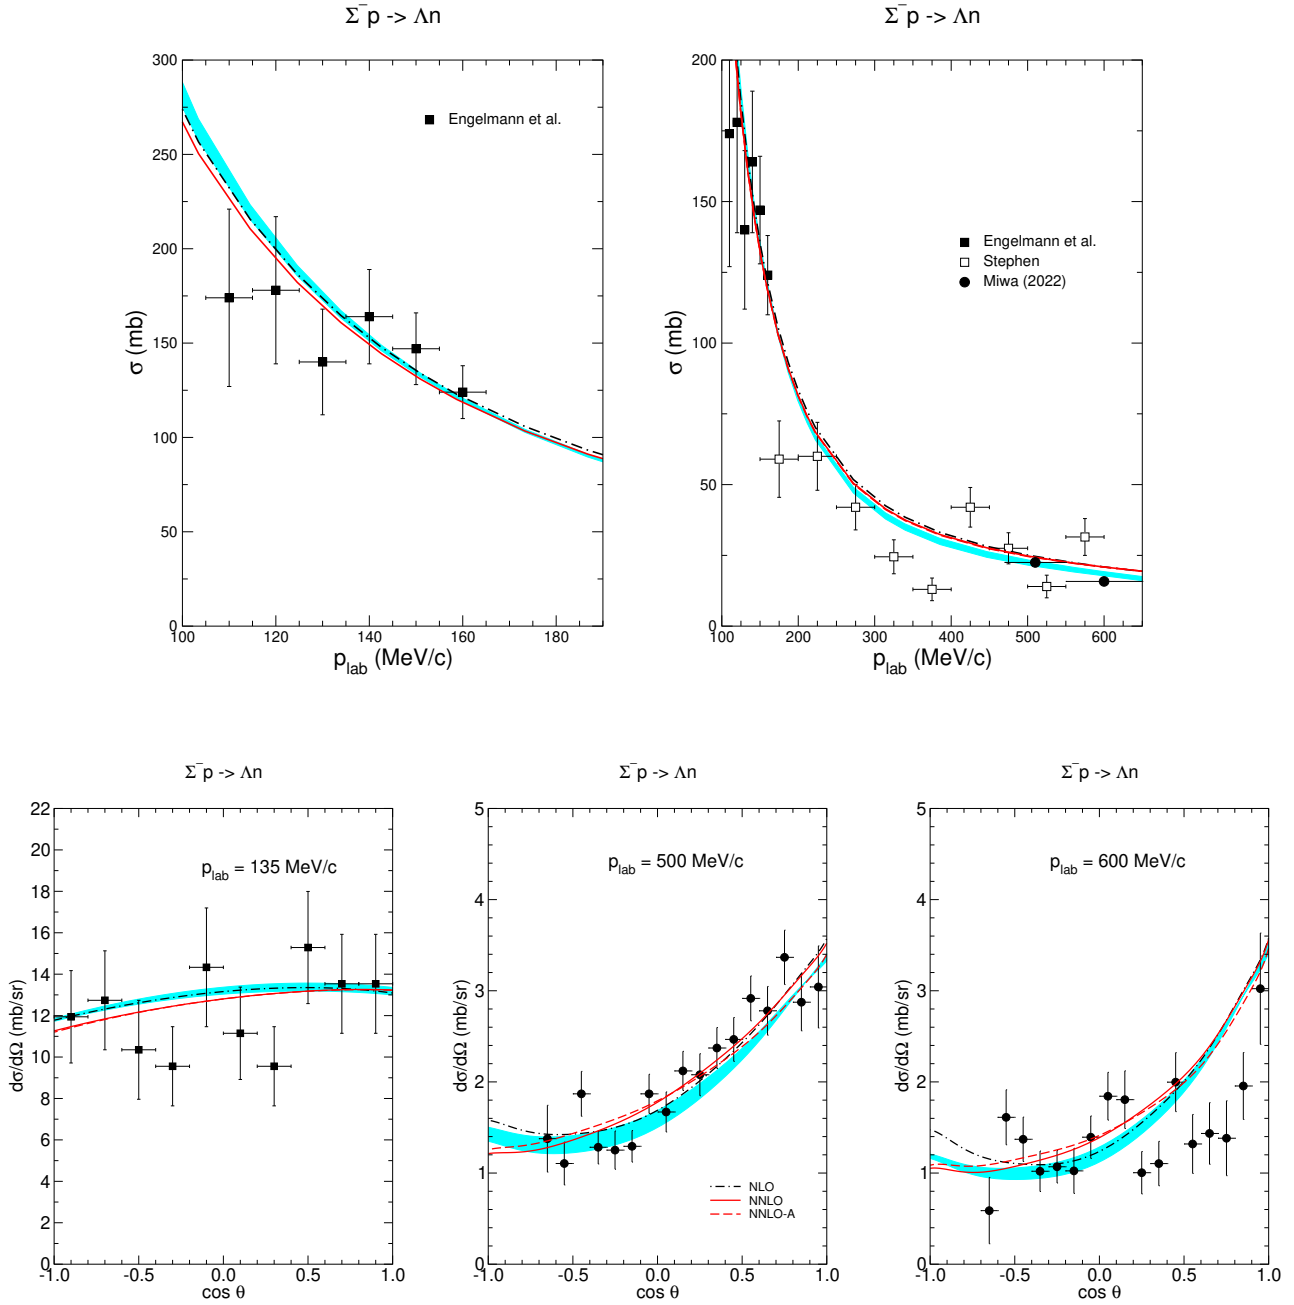 Σ⁻p -> Λn
Σ⁻p -> Λn
300
250
200
150
100
50
0
σ (mb)
Engelmann et al.
100
120
140
160
180
p_lab (MeV/c)
200
150
100
50
0
σ (mb)
Engelmann et al.
Stephen
Miwa (2022)
100
200
300
400
500
600
p_lab (MeV/c)
Σ⁻p -> Λn
Σ⁻p -> Λn
Σ⁻p -> Λn
22
20
18
16
14
12
10
8
6
4
2
0
dσ/dΩ (mb/sr)
p_lab = 135 MeV/c
-1.0
-0.5
0.0
0.5
1.0
cos θ
5
4
3
2
1
0
dσ/dΩ (mb/sr)
p_lab = 500 MeV/c
NLO
NNLO
NNLO-A
-1.0
-0.5
0.0
0.5
1.0
cos θ
5
4
3
2
1
0
dσ/dΩ (mb/sr)
p_lab = 600 MeV/c
-1.0
-0.5
0.0
0.5
1.0
cos θ